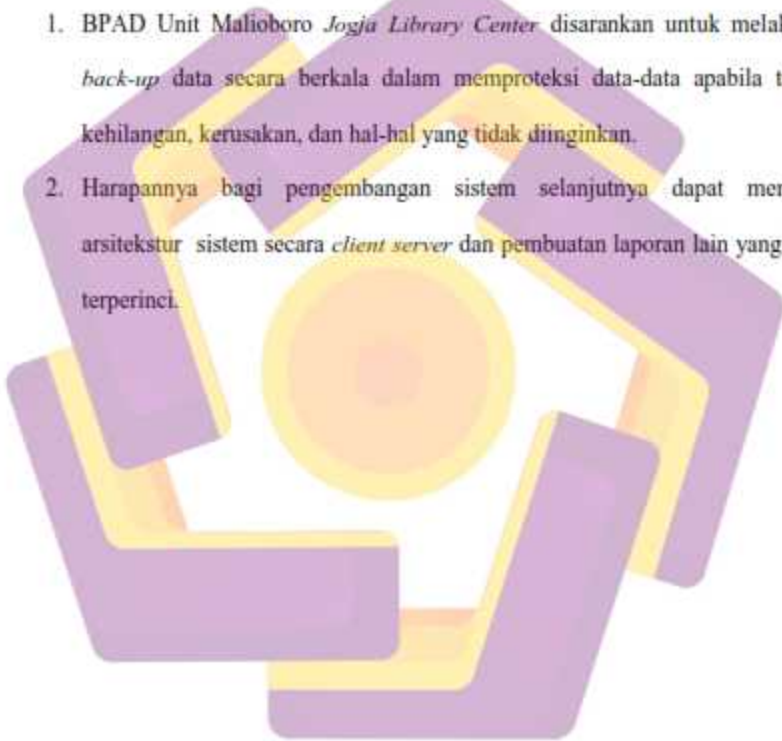 1. BPAD Unit Malioboro Jogja Library Center disarankan untuk
back-up data secara berkala dalam memproteksi data-data apabila
kehilangan, kerusakan, dan hal-hal yang tidak diinginkan.
2. Harapannya bagi pengembangan sistem selanjutnya dapat
arsitekstur sistem secara client server dan pembuatan laporan lain yang
terperinci.